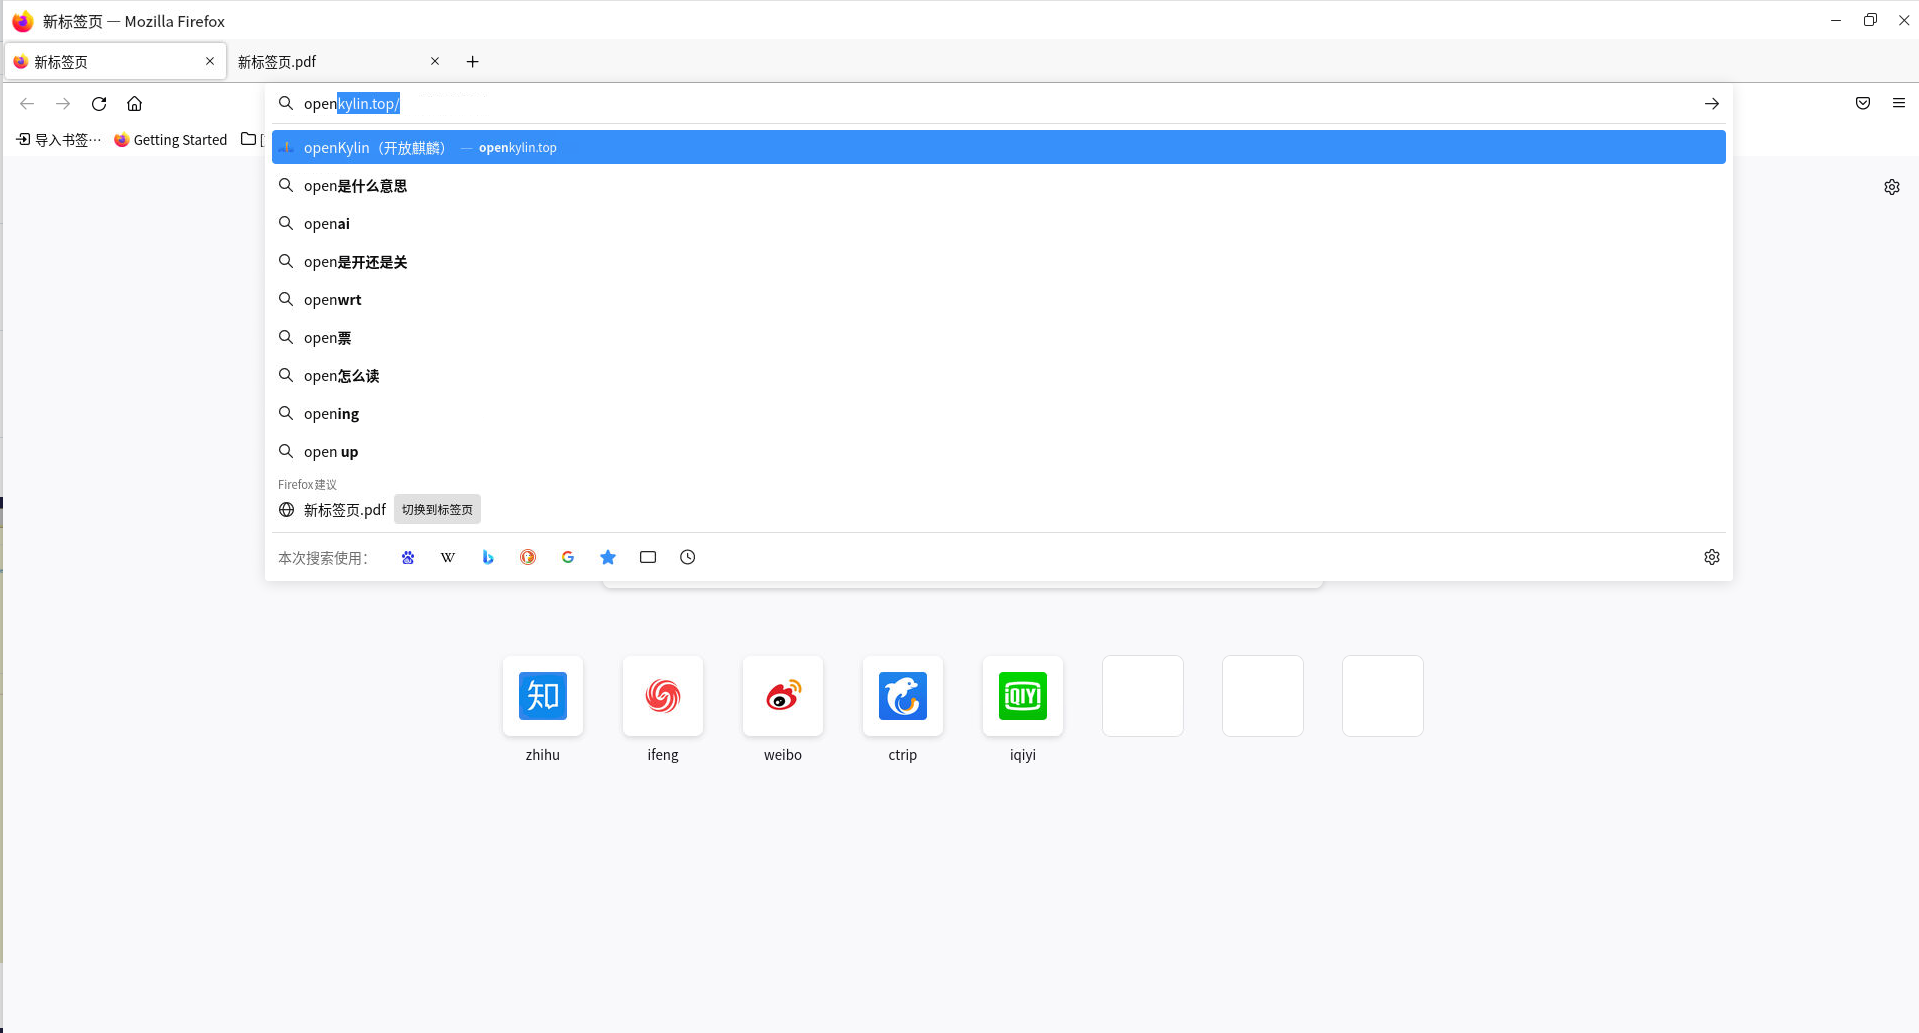 新标签页 — Mozilla Firefox
新标签页
新标签页.pdf
openkylin.top/
导入书签…
Getting Started
[
openKylin（开放麒麟） — openkylin.top
open是什么意思
openai
open是开还是关
openwrt
open票
open怎么读
opening
open up
Firefox建议
新标签页.pdf 切换到标签页
本次搜索使用：
W
G
知
iQIYI
zhihu
ifeng
weibo
ctrip
iqiyi